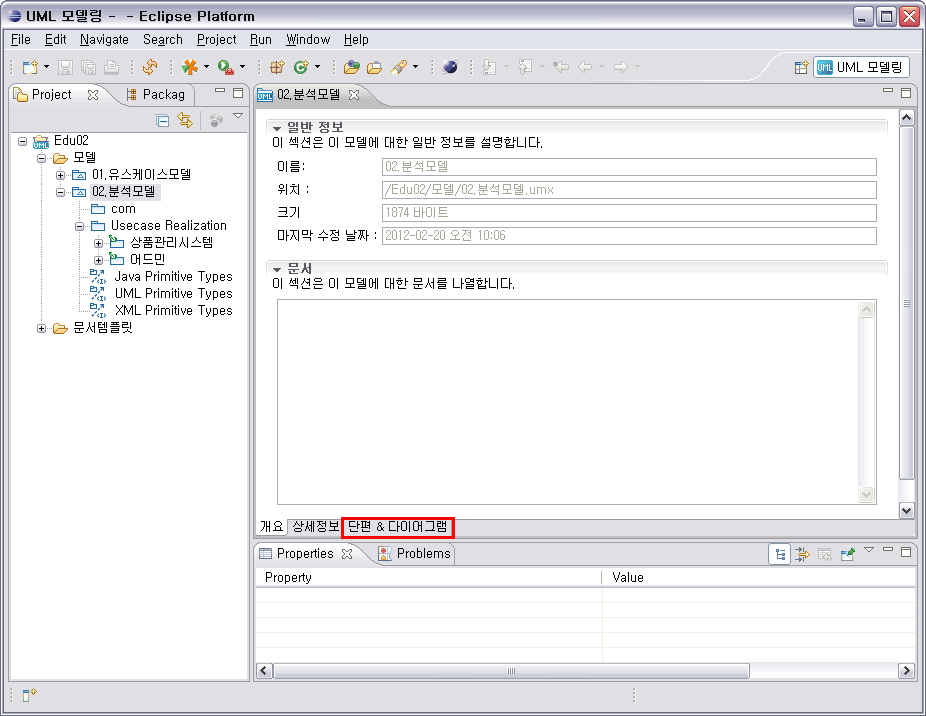 UML 모델링 - - Eclipse Platform
File Edit Navigate Search Project Run Window Help
UML 모델링
Project Packag
02.분석모델
Edu02
모델
01.유스케이스모델
02.분석모델
com
Usecase Realization
상품관리시스템
어드민
Java Primitive Types
UML Primitive Types
XML Primitive Types
문서템플릿
일반 정보
이 섹션은 이 모델에 대한 일반 정보를 설명합니다.
이름: 02.분석모델
위치 : /Edu02/모델/02.분석모델.umx
크기 1874 바이트
마지막 수정 날짜 : 2012-02-20 오전 10:06
문서
이 섹션은 이 모델에 대한 문서를 나열합니다.
개요 상세정보 단편 & 다이어그램
Properties Problems
Property Value